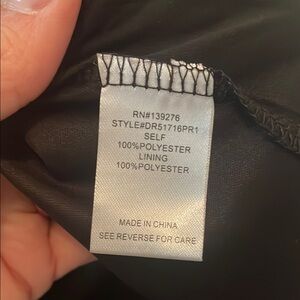 RN#139276
STYLE#DR51716PR1
SELF
100%POLYESTER
LINING
100%POLYESTER
MADE IN CHINA
SEE REVERSE FOR CARE